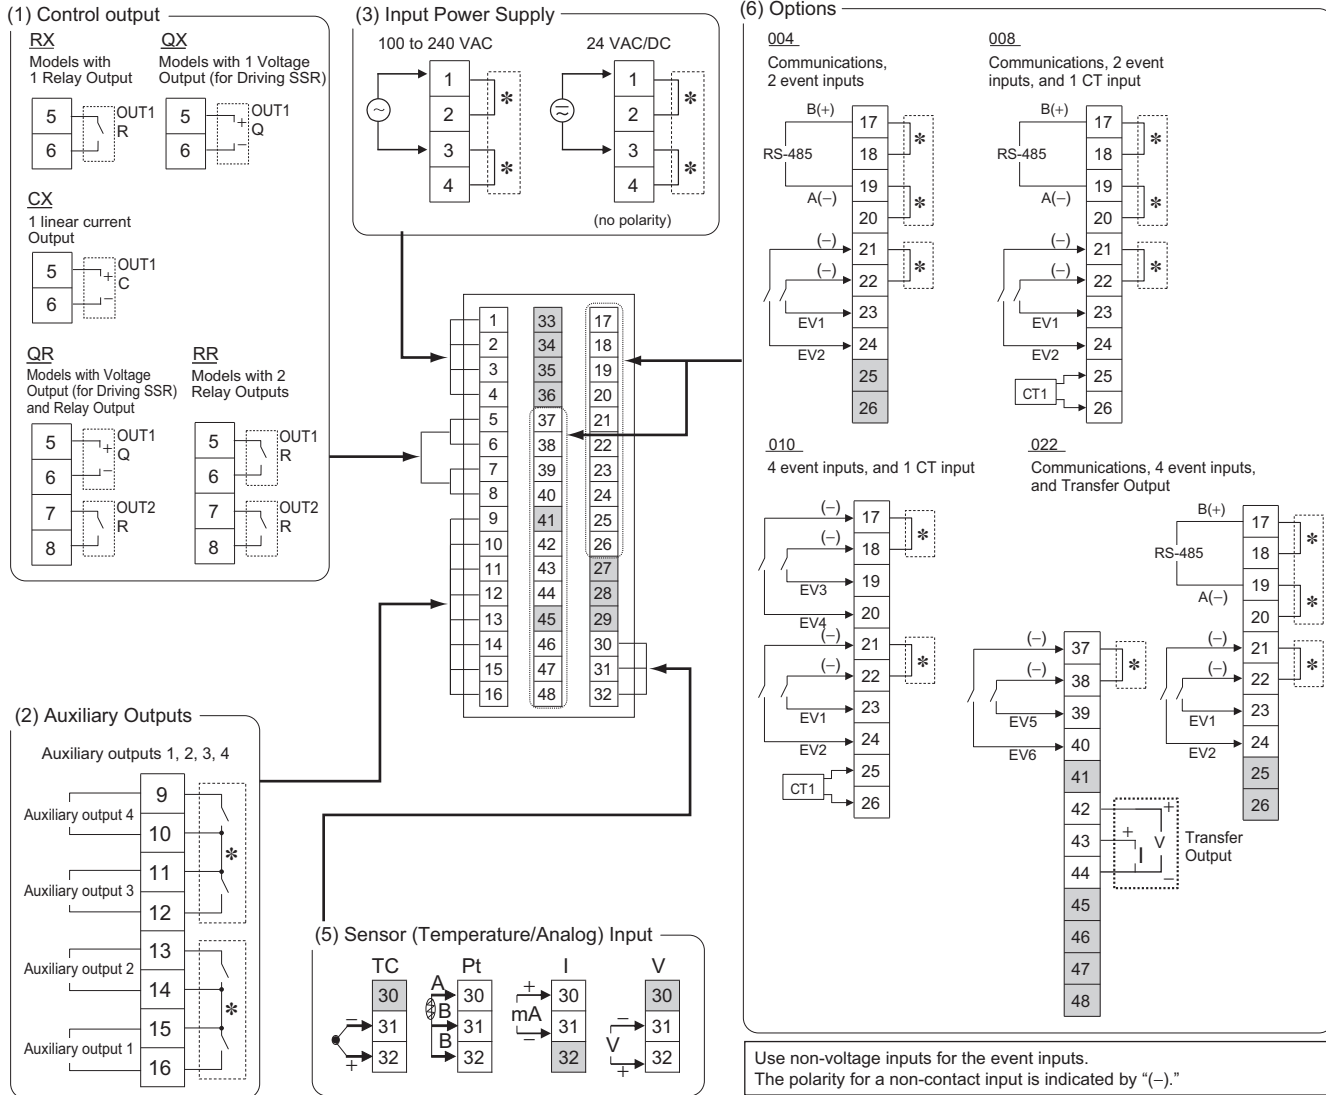 (1) Control output
RX
Models with
1 Relay Output
5
6
OUT1
R
QX
Models with 1 Voltage
Output (for Driving SSR)
5
6
+
−
OUT1
Q
CX
1 linear current
Output
5
6
+
−
OUT1
C
QR
Models with Voltage
Output (for Driving SSR)
and Relay Output
5
6
7
8
+
−
OUT1
Q
OUT2
R
RR
Models with 2
Relay Outputs
5
6
7
8
OUT1
R
OUT2
R
(3) Input Power Supply
100 to 240 VAC
1
2
3
4
*
*
24 VAC/DC
1
2
3
4
*
*
(no polarity)
1
2
3
4
5
6
7
8
9
10
11
12
13
14
15
16
33
34
35
36
37
38
39
40
41
42
43
44
45
46
47
48
17
18
19
20
21
22
23
24
25
26
27
28
29
30
31
32
(2) Auxiliary Outputs
Auxiliary outputs 1, 2, 3, 4
Auxiliary output 4
Auxiliary output 3
Auxiliary output 2
Auxiliary output 1
9
10
11
12
13
14
15
16
*
*
(5) Sensor (Temperature/Analog) Input
TC
−
+
30
31
32
Pt
A
B
B
30
31
32
I
+
mA
−
30
31
32
V
−
V
+
30
31
32
(6) Options
004
Communications,
2 event inputs
B(+)
RS-485
A(−)
(−)
(−)
EV1
EV2
17
18
19
20
21
22
23
24
25
26
*
*
*
008
Communications, 2 event
inputs, and 1 CT input
B(+)
RS-485
A(−)
(−)
(−)
EV1
EV2
CT1
17
18
19
20
21
22
23
24
25
26
*
*
*
010
4 event inputs, and 1 CT input
(−)
(−)
EV3
EV4
(−)
(−)
EV1
EV2
CT1
17
18
19
20
21
22
23
24
25
26
*
*
022
Communications, 4 event inputs,
and Transfer Output
B(+)
RS-485
A(−)
(−)
(−)
EV1
EV2
17
18
19
20
21
22
23
24
25
26
*
*
*
(−)
(−)
EV5
EV6
37
38
39
40
41
42
43
44
45
46
47
48
*
+
+
I
V
−
Transfer
Output
Use non-voltage inputs for the event inputs.
The polarity for a non-contact input is indicated by “(−).”